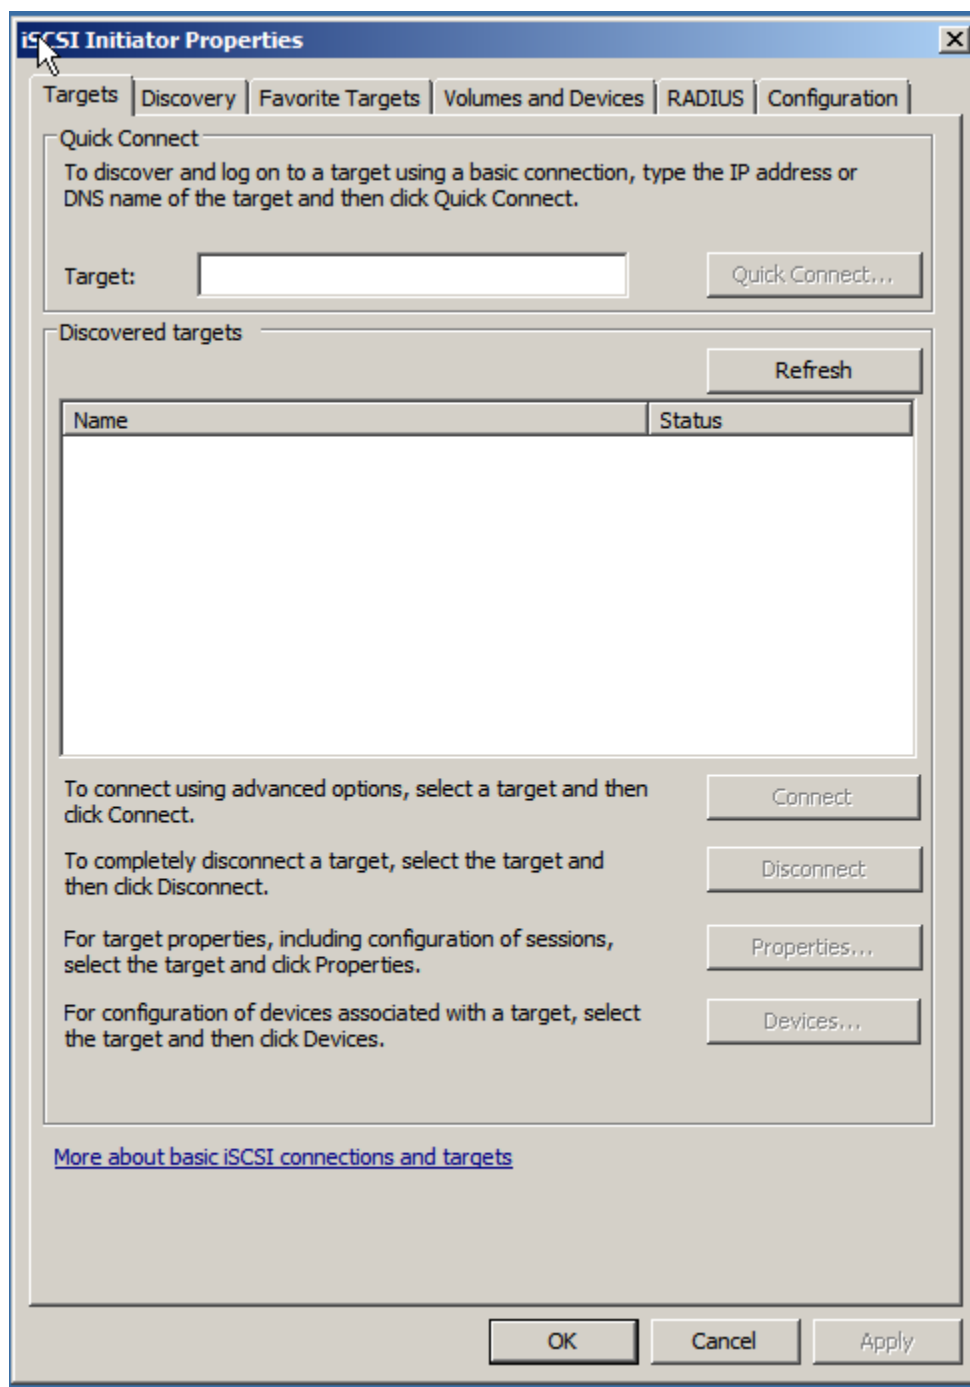 iSCSI Initiator Properties
Targets Discovery Favorite Targets Volumes and Devices RADIUS Configuration
Quick Connect
To discover and log on to a target using a basic connection, type the IP address or
DNS name of the target and then click Quick Connect.
Target: Quick Connect...
Discovered targets
Refresh
Name Status
To connect using advanced options, select a target and then
click Connect.
Connect
To completely disconnect a target, select the target and
then click Disconnect.
Disconnect
For target properties, including configuration of sessions,
select the target and click Properties.
Properties...
For configuration of devices associated with a target, select
the target and then click Devices.
Devices...
More about basic iSCSI connections and targets
OK Cancel Apply